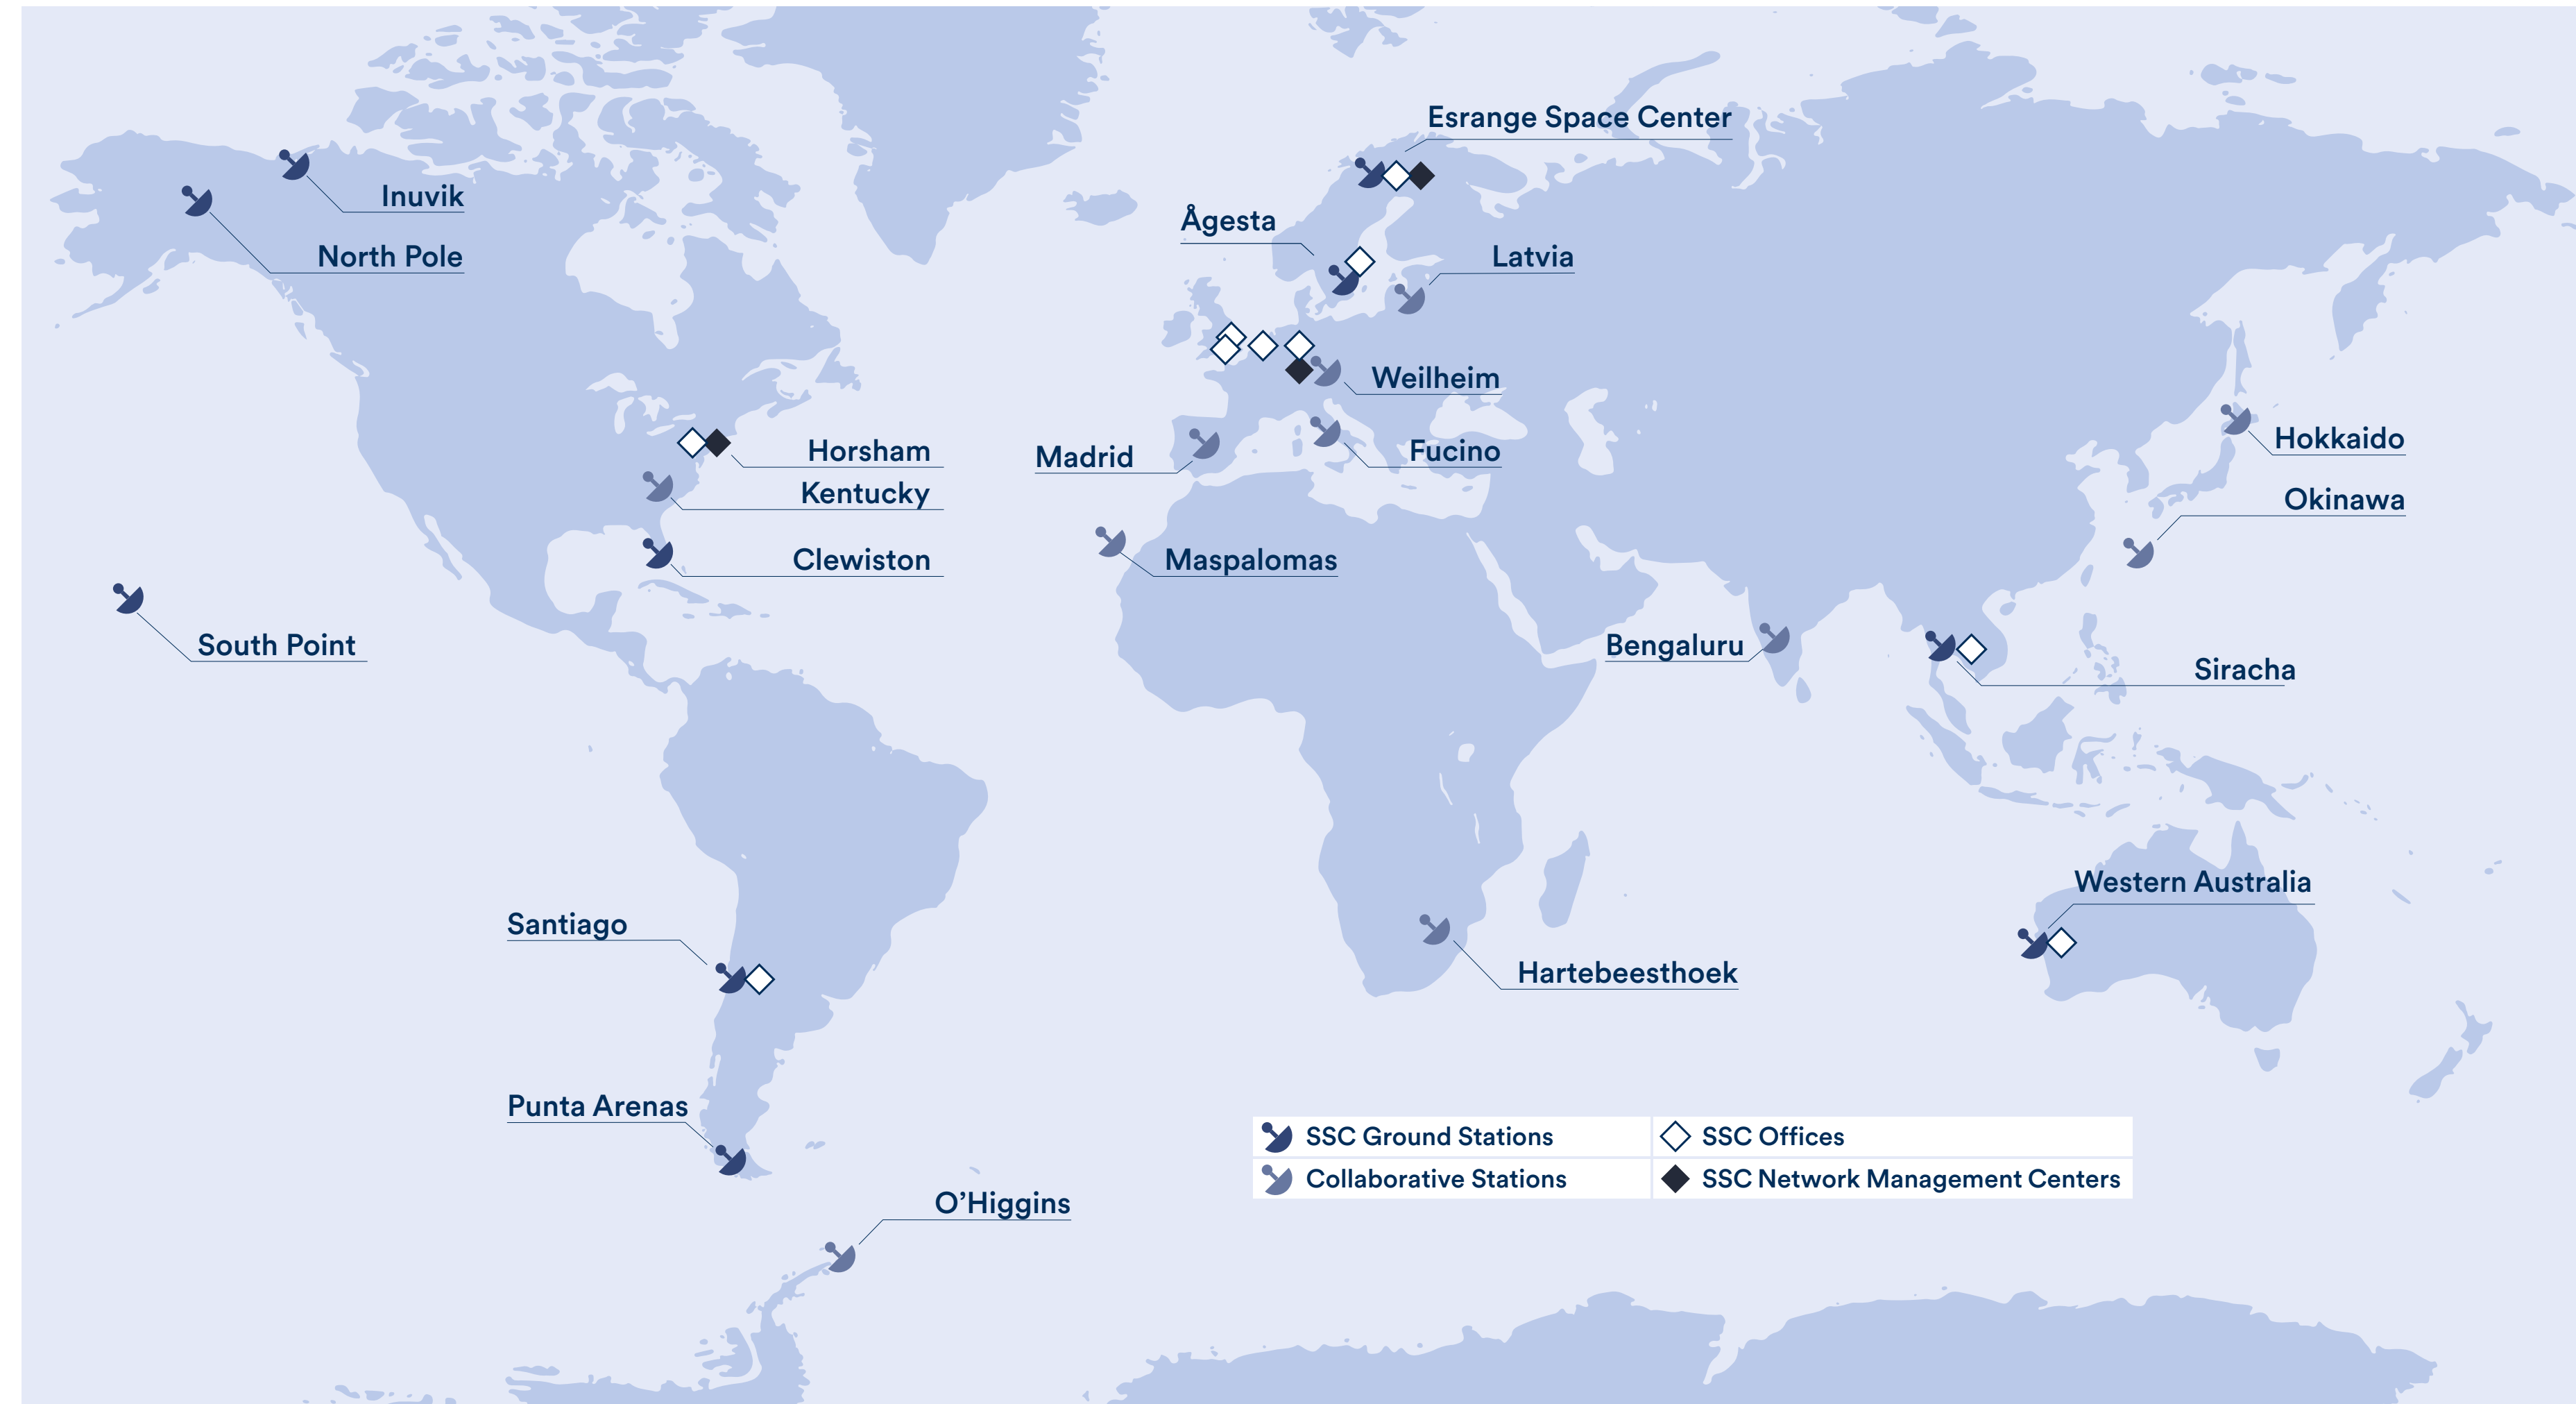 Esrange Space Center
Inuvik
Ågesta
North Pole
Latvia
Weilheim
Horsham
Madrid
Fucino
Hokkaido
Kentucky
Okinawa
Clewiston
Maspalomas
South Point
Bengaluru
Siracha
Western Australia
Santiago
Hartebeesthoek
Punta Arenas
SSC Ground Stations
SSC Offices
Collaborative Stations
SSC Network Management Centers
O’Higgins